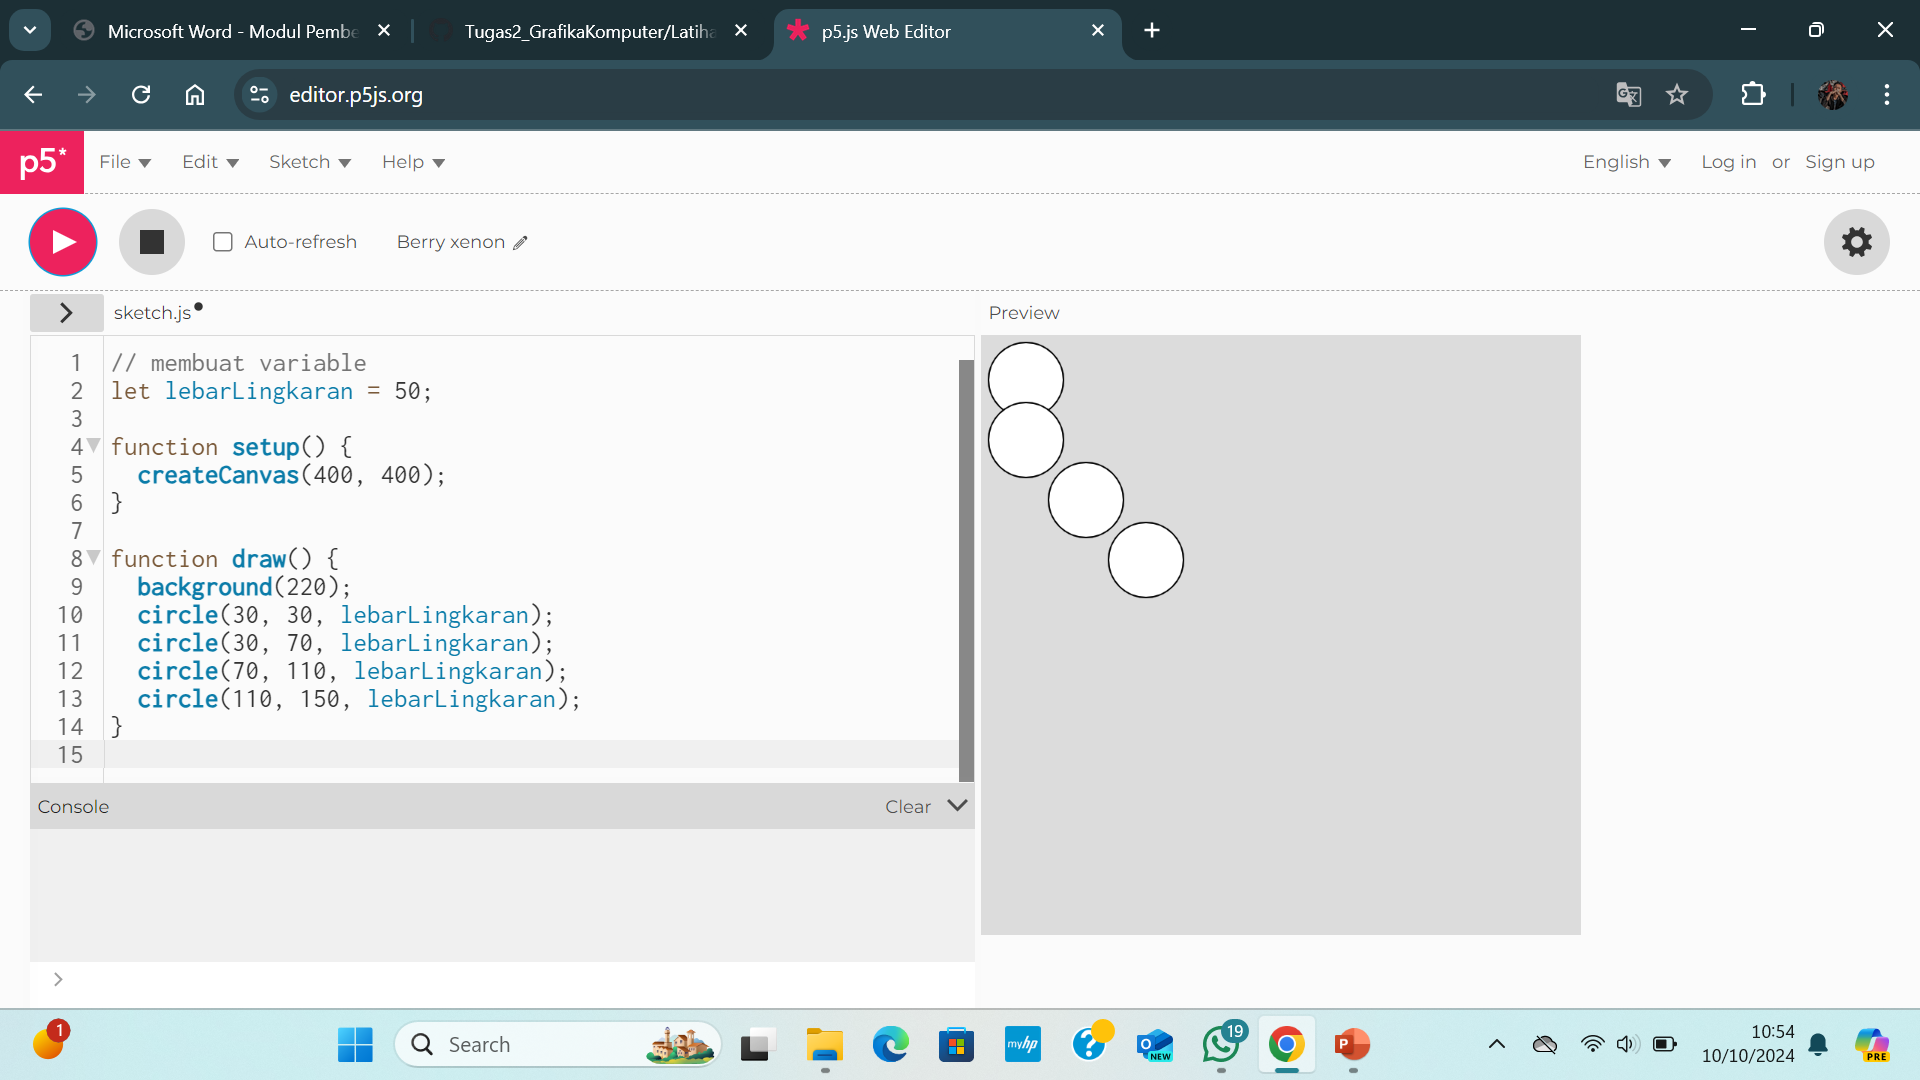 Microsoft Word - Modul Pembe
Tugas2_GrafikaKomputer/Latiha
p5.js Web Editor
editor.p5js.org
p5*
File
Edit
Sketch
Help
English
Log in or Sign up
Auto-refresh
Berry xenon
sketch.js
Preview
1 // membuat variable
2 let lebarLingkaran = 50;
3
4 function setup() {
5 createCanvas(400, 400);
6 }
7
8 function draw() {
9 background(220);
10 circle(30, 30, lebarLingkaran);
11 circle(30, 70, lebarLingkaran);
12 circle(70, 110, lebarLingkaran);
13 circle(110, 150, lebarLingkaran);
14 }
15
Console
Clear
>
1
Search
myhp
NEW
19
P
10:54
10/10/2024
PRE